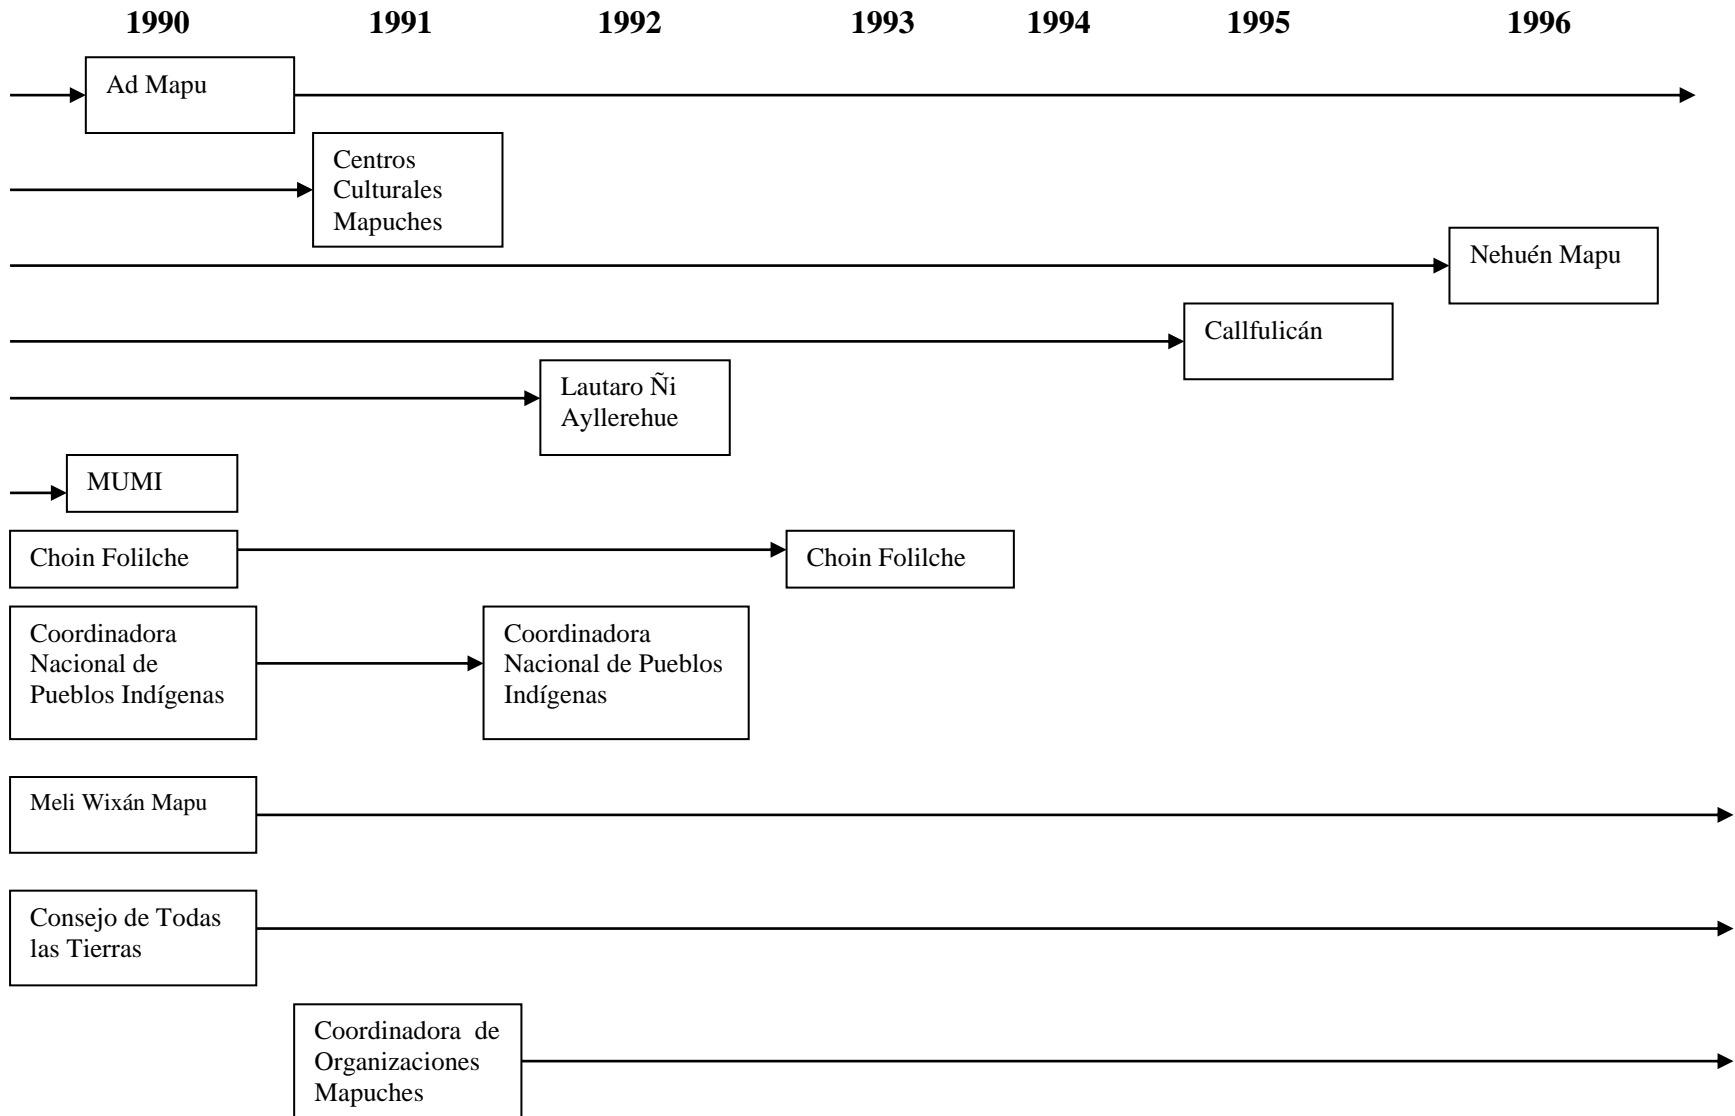 1990 1991 1992 1993 1994 1995 1996
Ad Mapu
Centros
Culturales
Mapuches
Nehuén Mapu
Callfulicán
Lautaro Ñi
Ayllerehue
MUMI
Choin Folilche
Choin Folilche
Coordinadora
Nacional de
Pueblos Indígenas
Coordinadora
Nacional de Pueblos
Indígenas
Meli Wixán Mapu
Consejo de Todas
las Tierras
Coordinadora de
Organizaciones
Mapuches